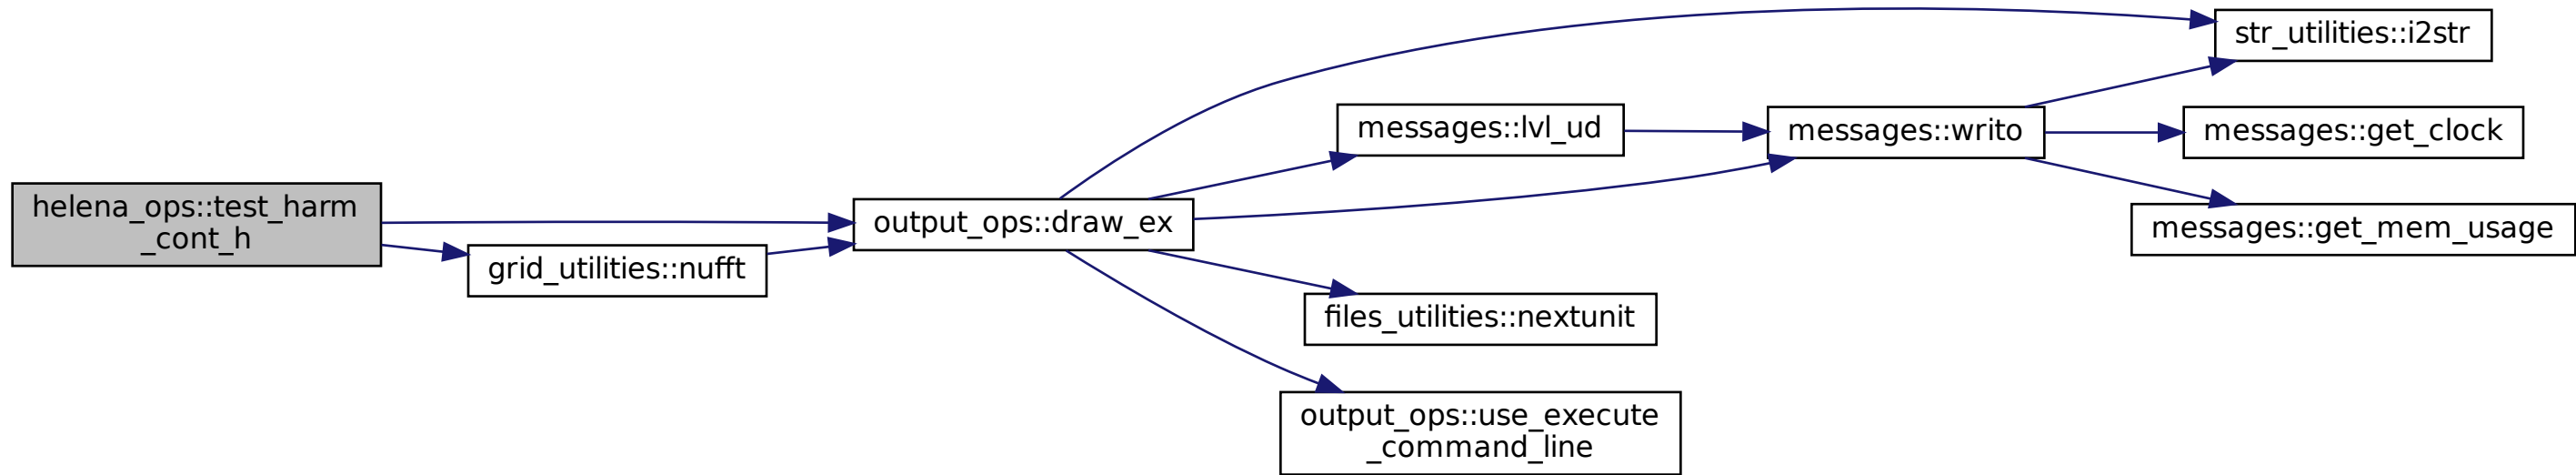 helena_ops::test_harm
_cont_h
grid_utilities::nufft
output_ops::draw_ex
messages::lvl_ud
files_utilities::nextunit
output_ops::use_execute
_command_line
messages::writo
str_utilities::i2str
messages::get_clock
messages::get_mem_usage